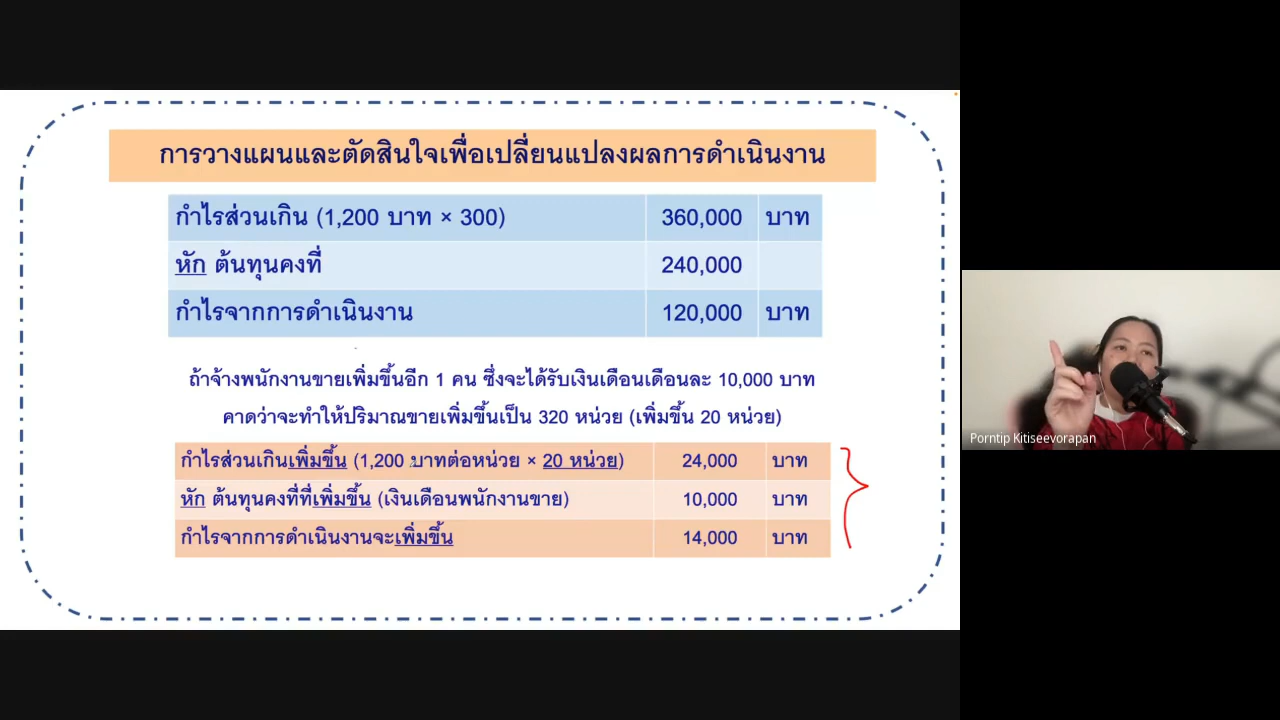 การวางแผนและตัดสินใจเพื่อเปลี่ยนแปลงผลการดำเนินงาน
กำไรส่วนเกิน (1,200 บาท × 300) 360,000 บาท
หัก ต้นทุนคงที่ 240,000
กำไรจากการดำเนินงาน 120,000 บาท
ถ้าจ้างพนักงานขายเพิ่มขึ้นอีก 1 คน ซึ่งจะได้รับเงินเดือนเดือนละ 10,000 บาท
คาดว่าจะทำให้ปริมาณขายเพิ่มขึ้นเป็น 320 หน่วย (เพิ่มขึ้น 20 หน่วย)
กำไรส่วนเกินเพิ่มขึ้น (1,200 บาทต่อหน่วย × 20 หน่วย) 24,000 บาท
หัก ต้นทุนคงที่ที่เพิ่มขึ้น (เงินเดือนพนักงานขาย) 10,000 บาท
กำไรจากการดำเนินงานจะเพิ่มขึ้น 14,000 บาท
Porntip Kitiseevorapan